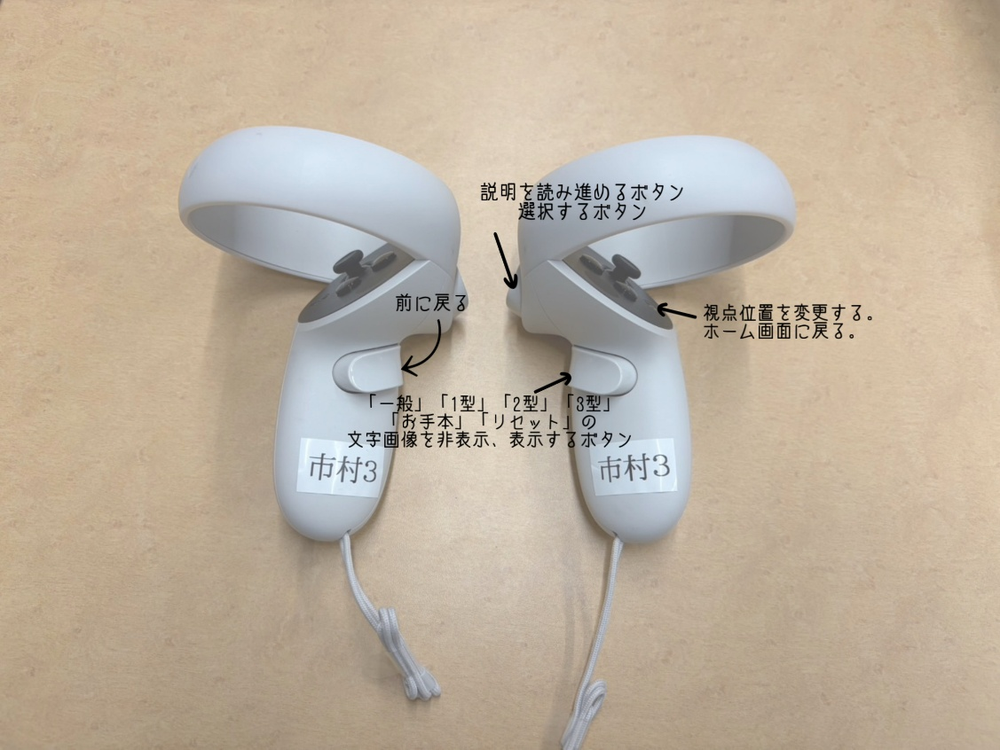 説明を読み進めるボタン
選択するボタン
前に戻る
視点位置を変更する。
ホーム画面に戻る。
「一般」「1型」「2型」「3型」
「お手本」「リセット」の
文字画像を非表示、表示するボタン
市村3
市村3